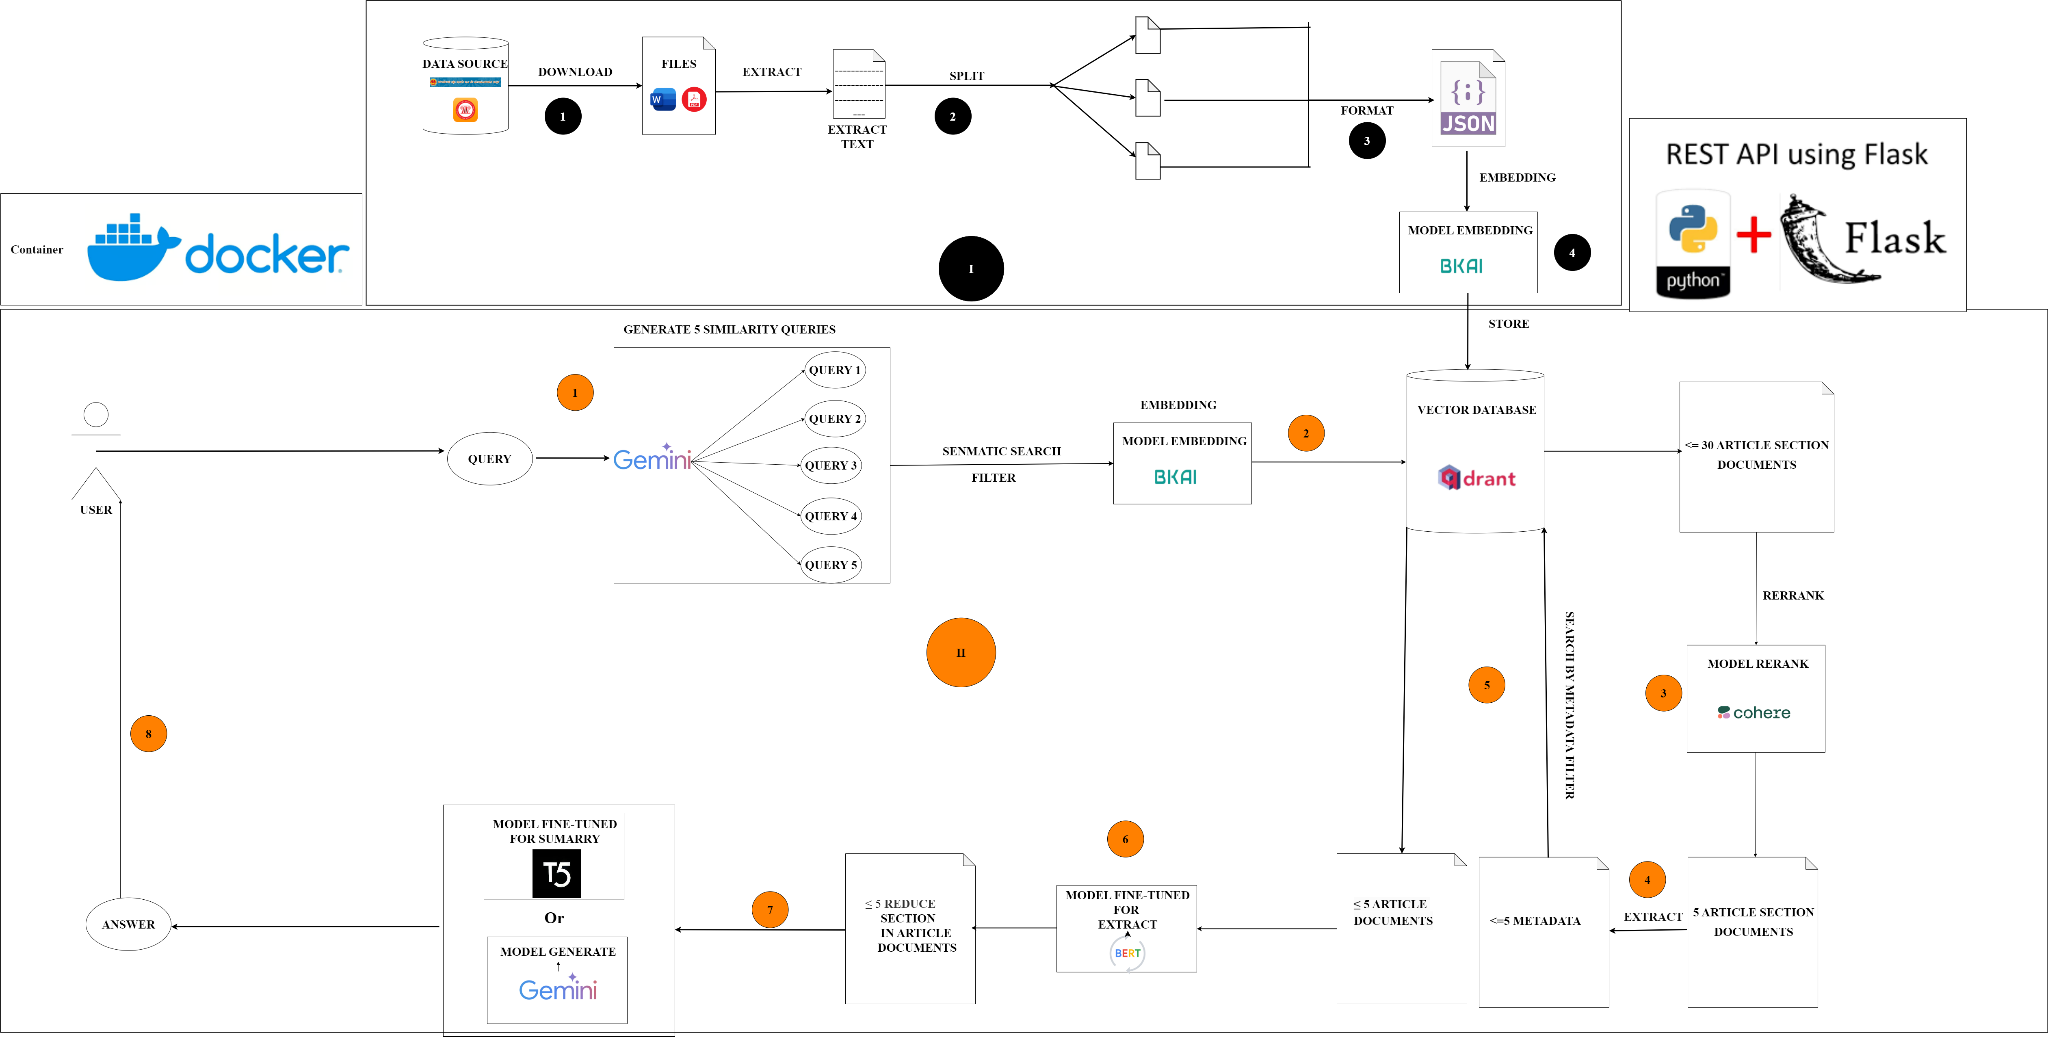 DATA SOURCE
DOWNLOAD
1
FILES
W
PDF
EXTRACT
EXTRACT
TEXT
SPLIT
2
FORMAT
3
{;}
JSON
EMBEDDING
MODEL EMBEDDING
BKAI
4
I
Container
docker
REST API using Flask
python
+
Flask
STORE
GENERATE 5 SIMILARITY QUERIES
1
USER
QUERY
Gemini
QUERY 1
QUERY 2
QUERY 3
QUERY 4
QUERY 5
SENMATIC SEARCH
FILTER
EMBEDDING
MODEL EMBEDDING
BKAI
2
VECTOR DATABASE
qdrant
<= 30 ARTICLE SECTION
DOCUMENTS
RERRANK
MODEL RERANK
cohere
3
II
5
SEARCH BY METADATA FILTER
8
5 ARTICLE SECTION
DOCUMENTS
4
EXTRACT
<=5 METADATA
≤ 5 ARTICLE
DOCUMENTS
6
MODEL FINE-TUNED
FOR
EXTRACT
BERT
≤ 5 REDUCE
SECTION
IN ARTICLE
DOCUMENTS
7
MODEL FINE-TUNED
FOR SUMARRY
T5
Or
MODEL GENERATE
Gemini
ANSWER